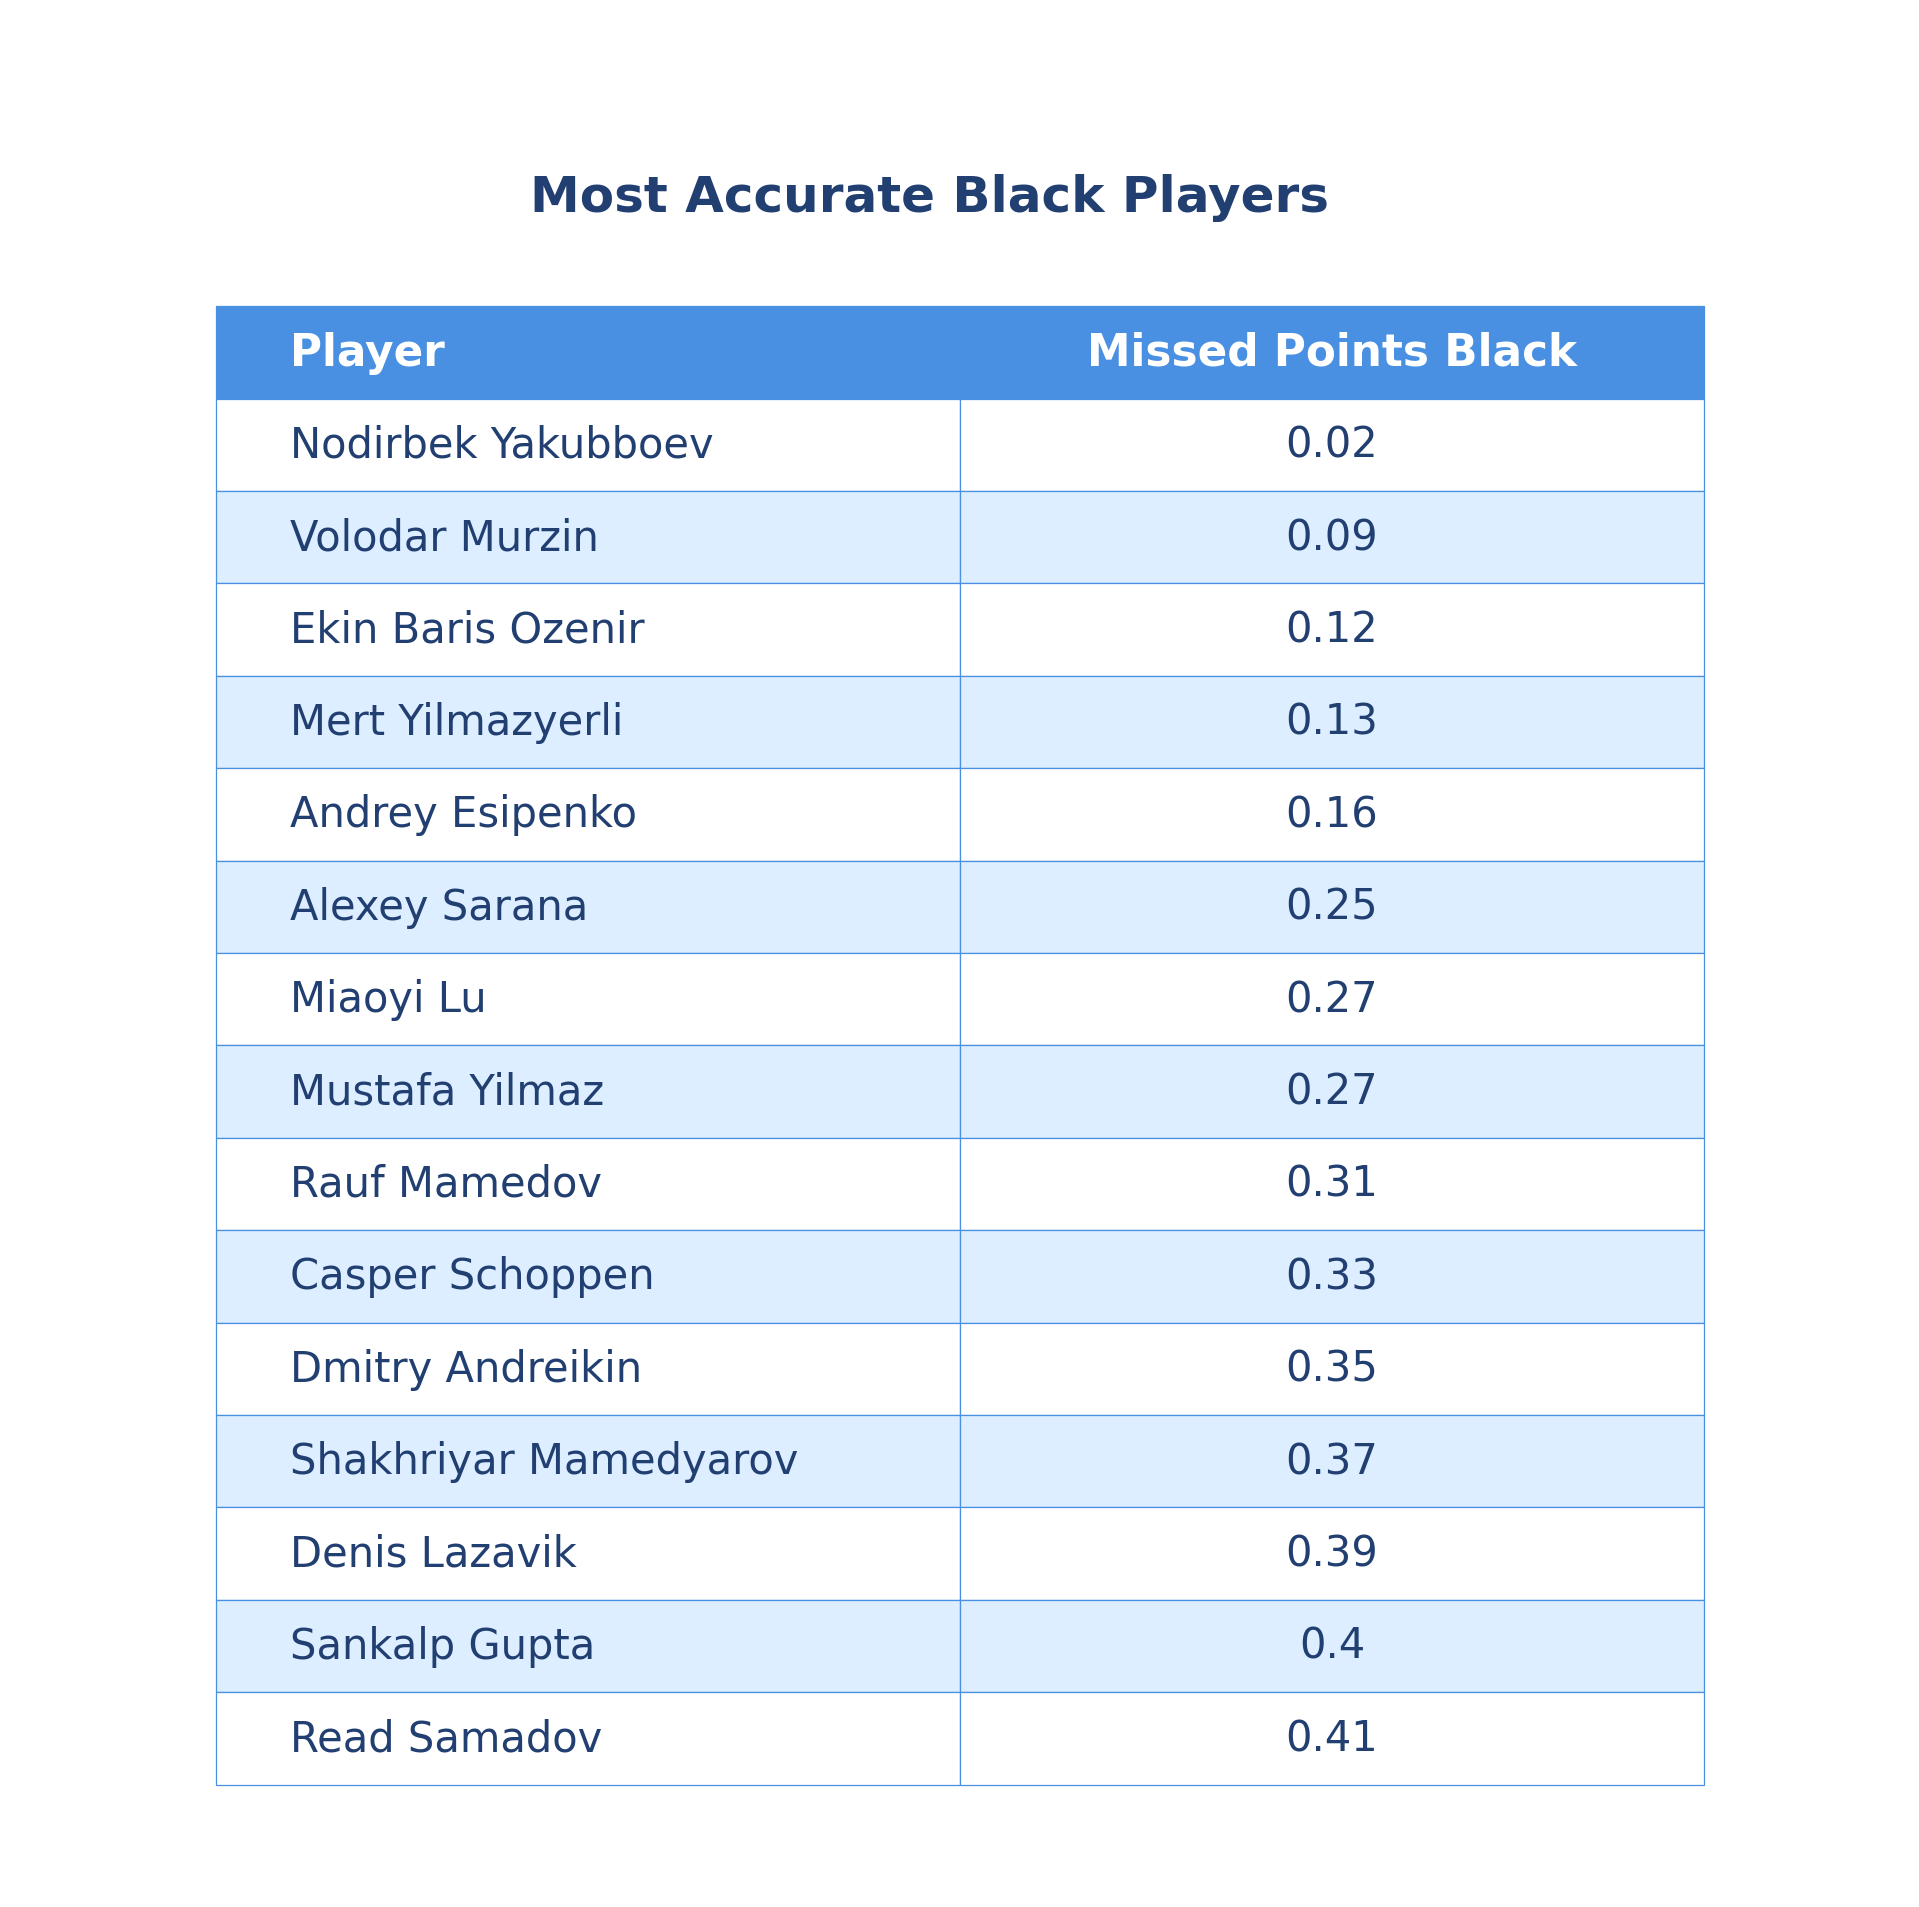 Most Accurate Black Players
Player Missed Points Black
Nodirbek Yakubboev 0.02
Volodar Murzin 0.09
Ekin Baris Ozenir 0.12
Mert Yilmazyerli 0.13
Andrey Esipenko 0.16
Alexey Sarana 0.25
Miaoyi Lu 0.27
Mustafa Yilmaz 0.27
Rauf Mamedov 0.31
Casper Schoppen 0.33
Dmitry Andreikin 0.35
Shakhriyar Mamedyarov 0.37
Denis Lazavik 0.39
Sankalp Gupta 0.4
Read Samadov 0.41